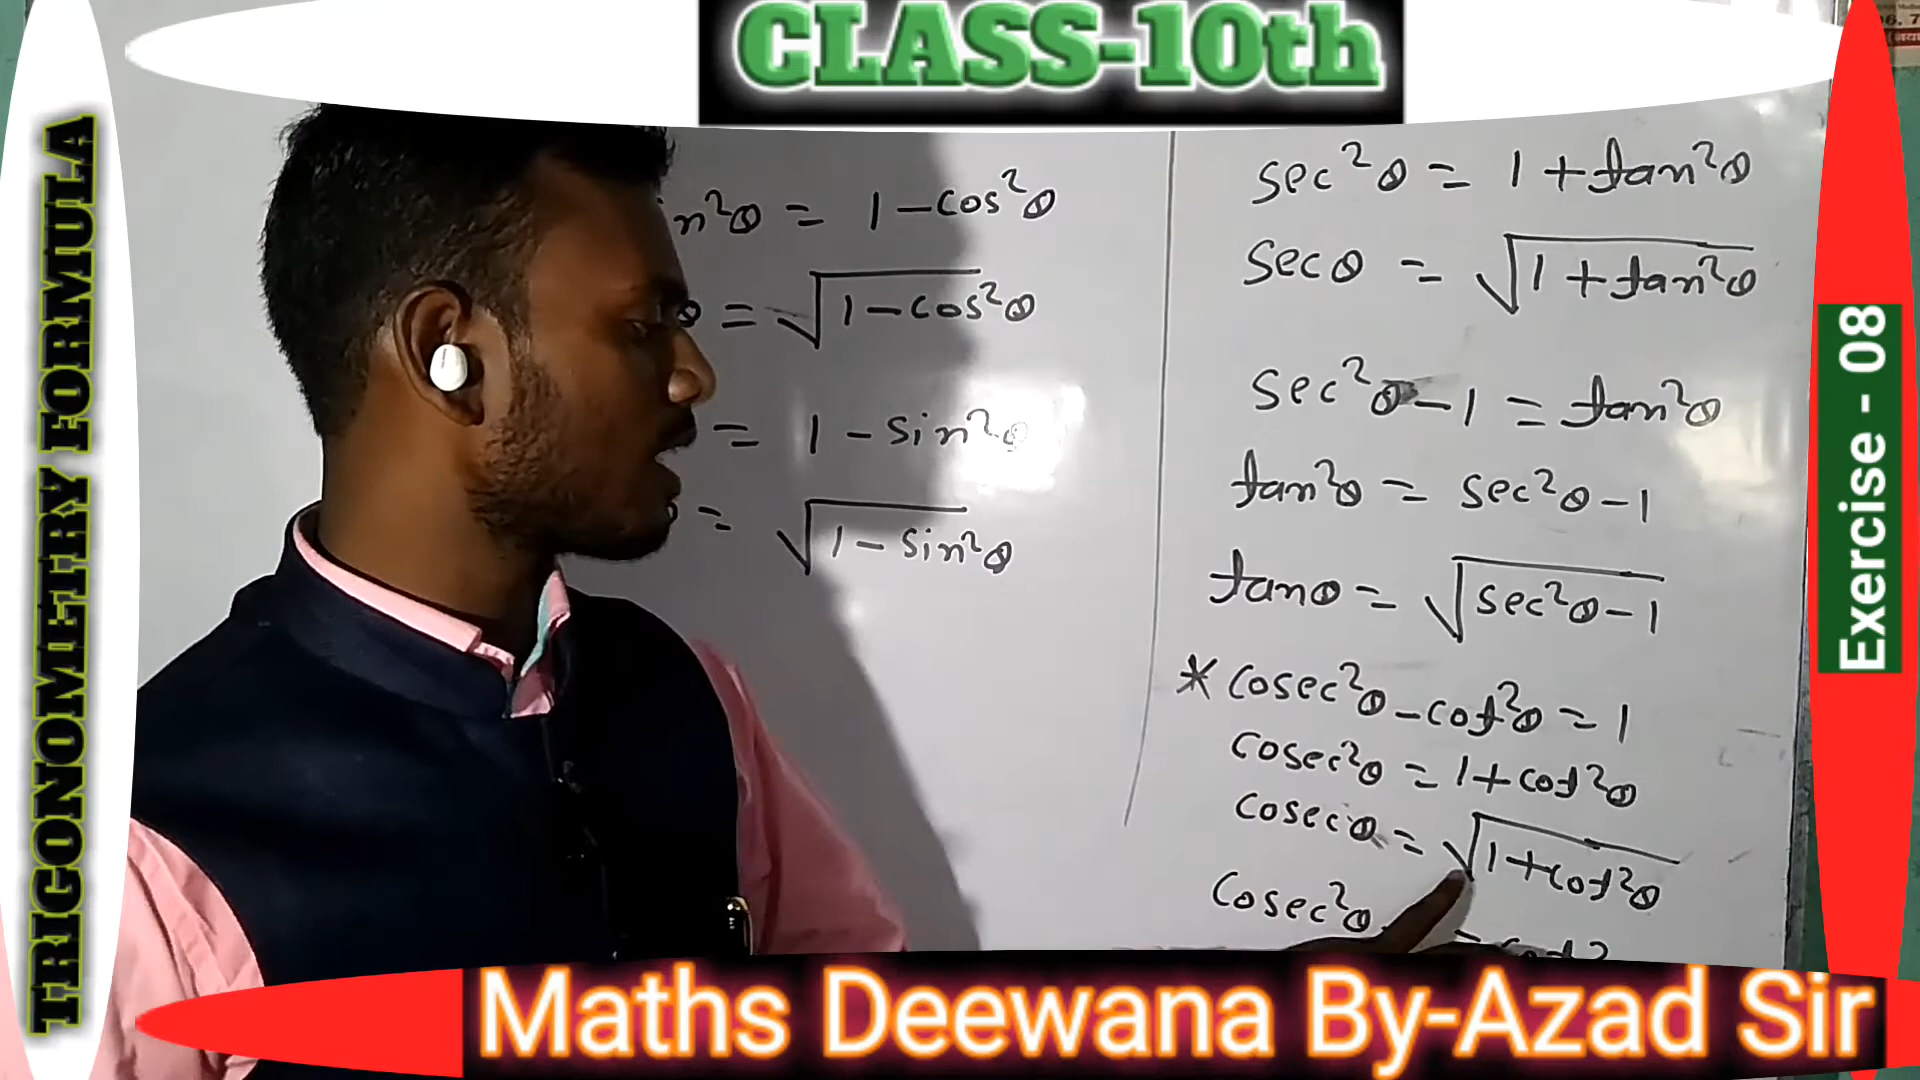 CLASS-10th
TRIGONOMETRY FORMULA
in²θ = 1 - cos²θ
θ = √1 - cos²θ
= 1 - sin²θ
= √1 - sin²θ
sec²θ = 1 + tan²θ
secθ = √1 + tan²θ
sec²θ - 1 = tan²θ
tan²θ = sec²θ - 1
tanθ = √sec²θ - 1
* cosec²θ - cot²θ = 1
cosec²θ = 1 + cot²θ
cosecθ = √1 + cot²θ
cosec²θ = cot²
Exercise - 08
Maths Deewana By-Azad Sir